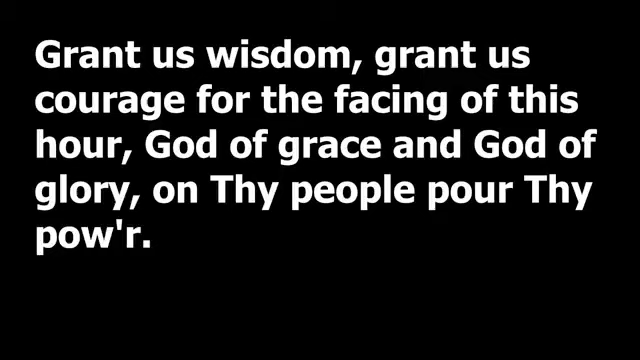 Grant us wisdom, grant us
courage for the facing of this
hour, God of grace and God of
glory, on Thy people pour Thy
pow'r.